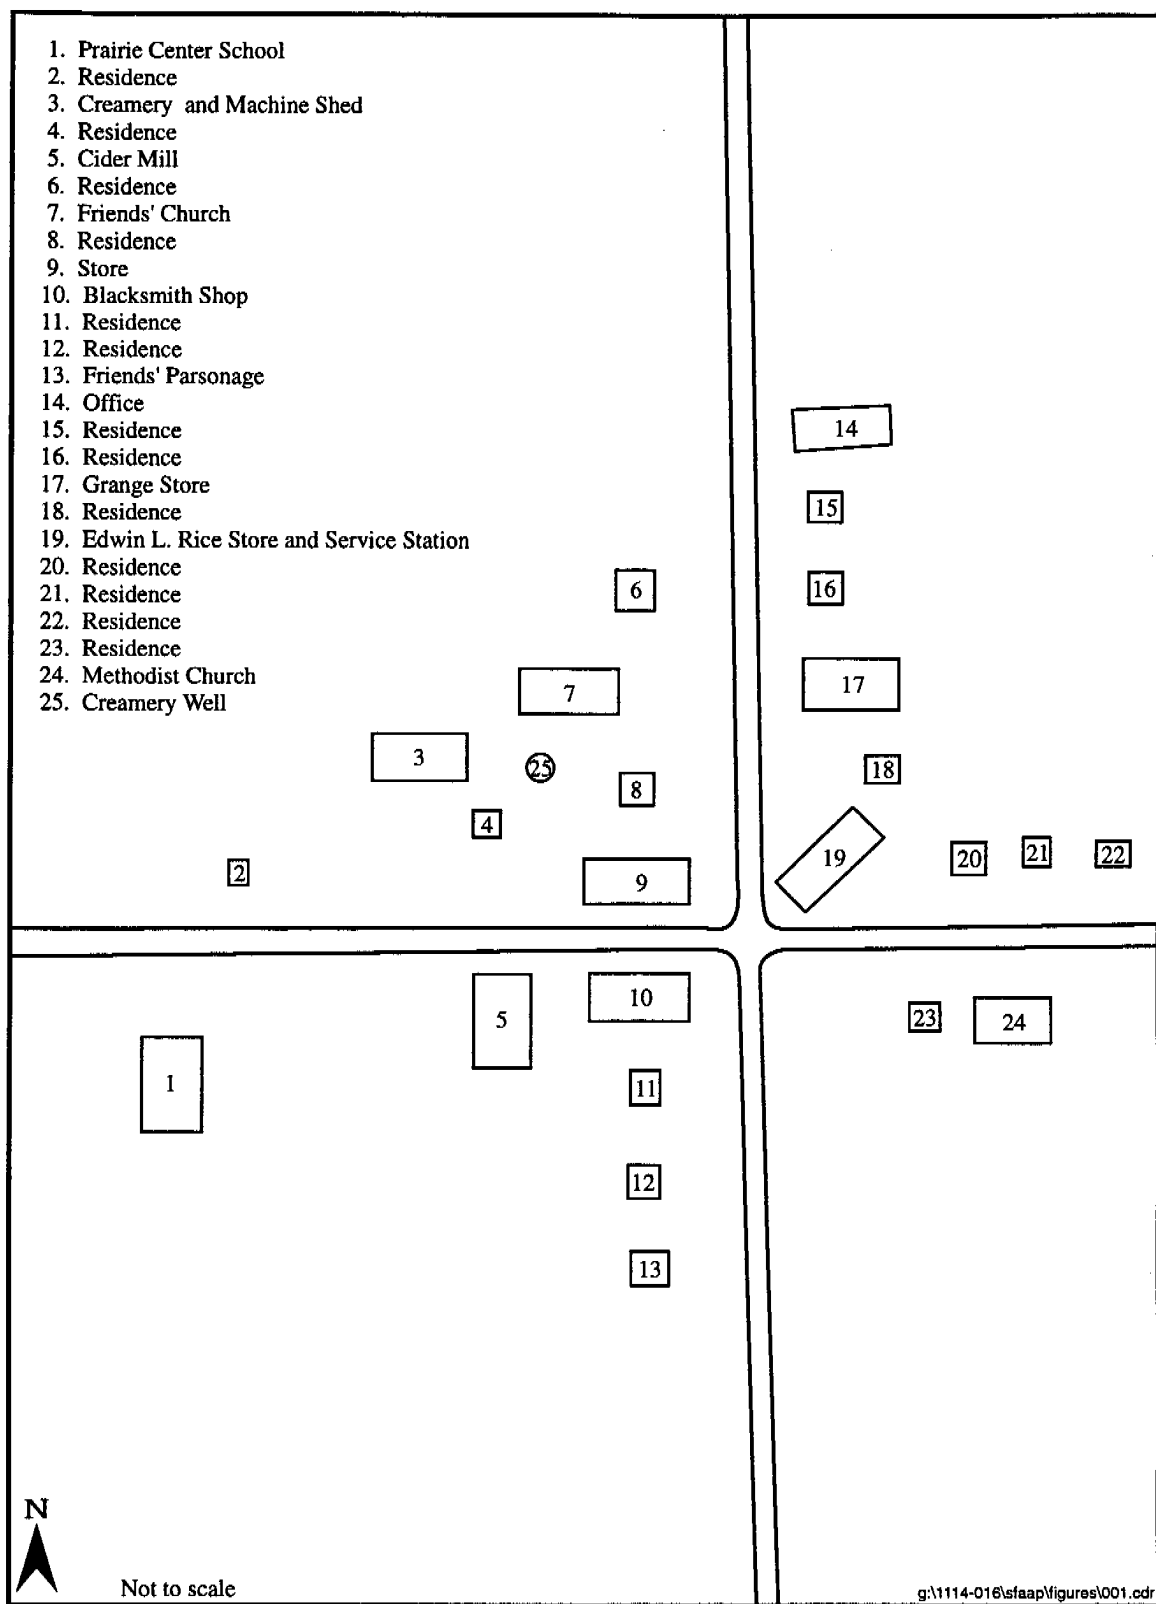 1. Prairie Center School
2. Residence
3. Creamery and Machine Shed
4. Residence
5. Cider Mill
6. Residence
7. Friends' Church
8. Residence
9. Store
10. Blacksmith Shop
11. Residence
12. Residence
13. Friends' Parsonage
14. Office
15. Residence
16. Residence
17. Grange Store
18. Residence
19. Edwin L. Rice Store and Service Station
20. Residence
21. Residence
22. Residence
23. Residence
24. Methodist Church
25. Creamery Well
14
15
6
16
7
17
3
25
8
18
4
2
9
19
20
21
22
5
10
23
24
1
11
12
13
N
Not to scale
g:\1114-016\sfaap\figures\001.cdr